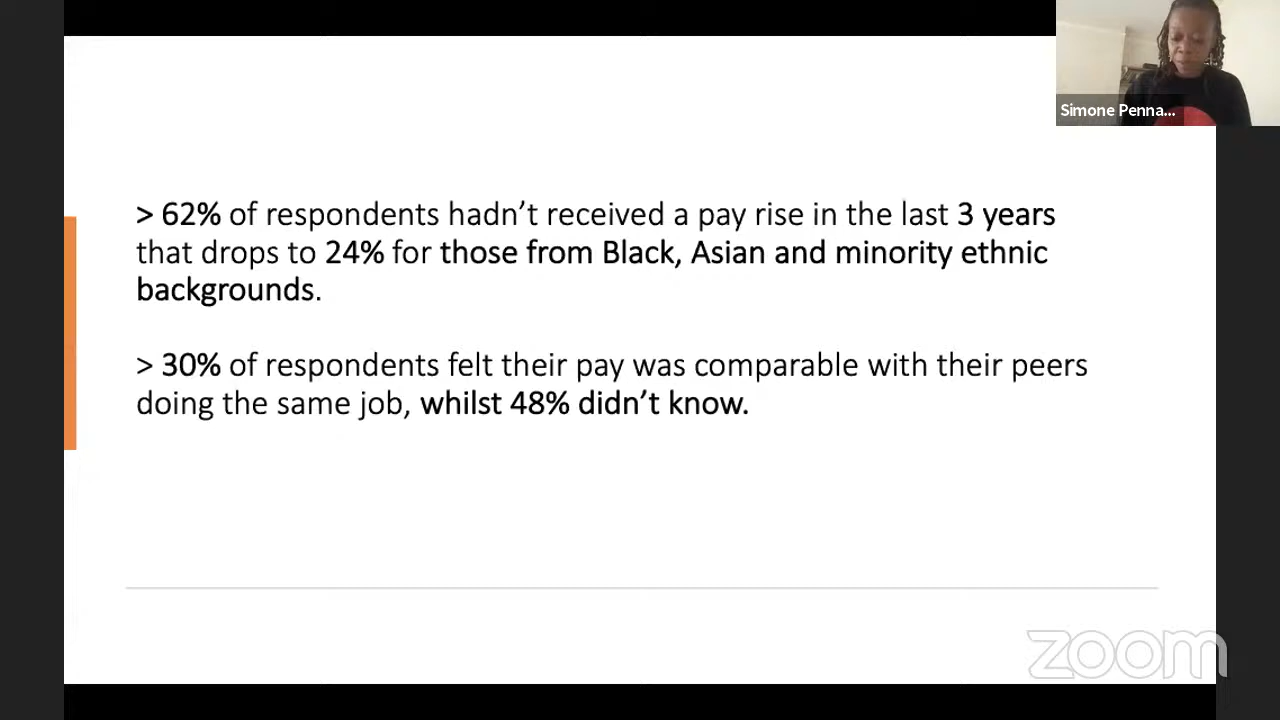 Simone Penna...
> 62% of respondents hadn’t received a pay rise in the last 3 years
that drops to 24% for those from Black, Asian and minority ethnic
backgrounds.
> 30% of respondents felt their pay was comparable with their peers
doing the same job, whilst 48% didn’t know.
zoom